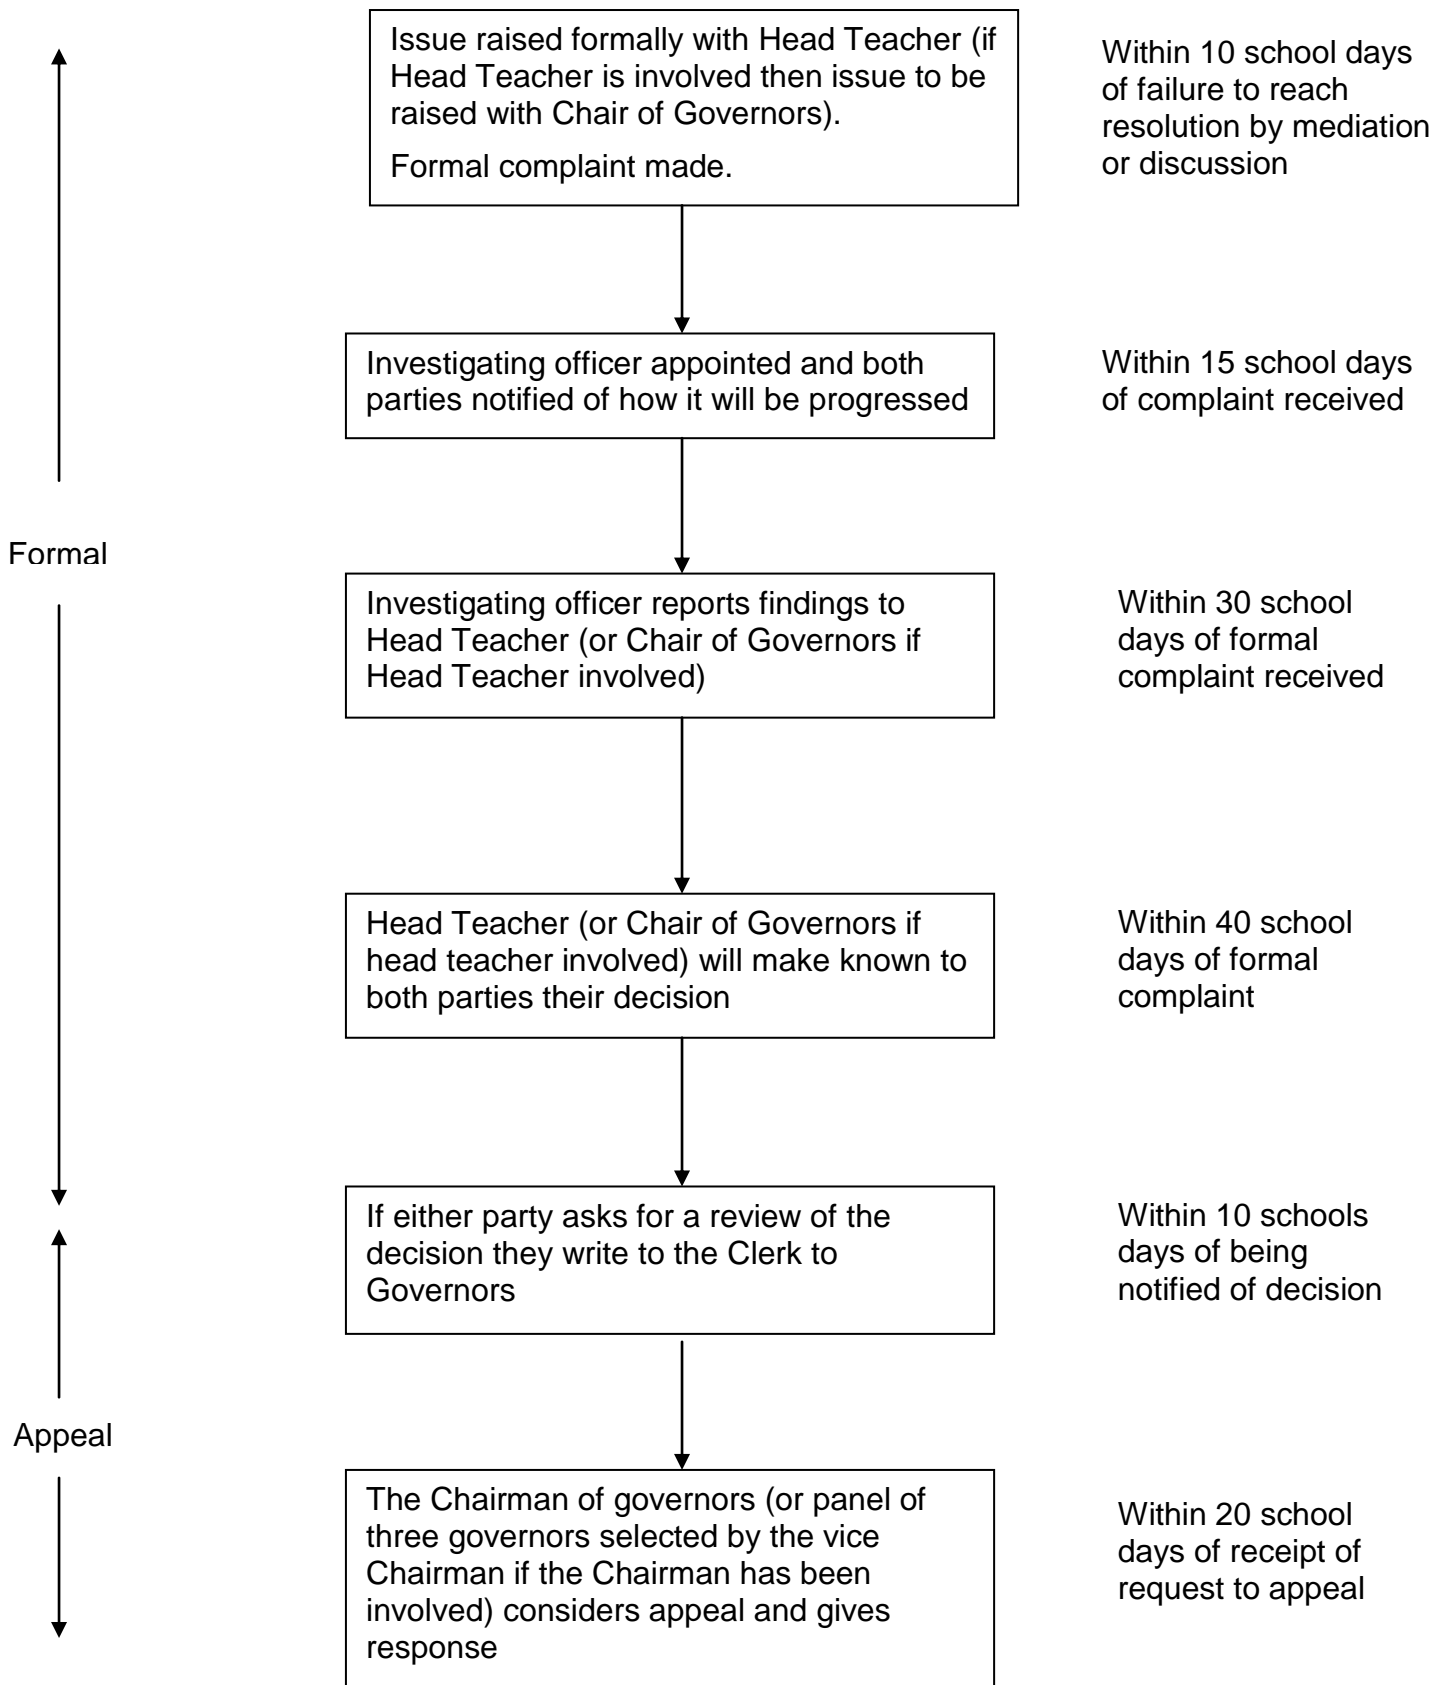 Issue raised formally with Head Teacher (if
Head Teacher is involved then issue to be
raised with Chair of Governors).
Formal complaint made.
Within 10 school days
of failure to reach
resolution by mediation
or discussion
Investigating officer appointed and both
parties notified of how it will be progressed
Within 15 school days
of complaint received
Formal
Investigating officer reports findings to
Head Teacher (or Chair of Governors if
Head Teacher involved)
Within 30 school
days of formal
complaint received
Head Teacher (or Chair of Governors if
head teacher involved) will make known to
both parties their decision
Within 40 school
days of formal
complaint
If either party asks for a review of the
decision they write to the Clerk to
Governors
Within 10 schools
days of being
notified of decision
Appeal
The Chairman of governors (or panel of
three governors selected by the vice
Chairman if the Chairman has been
involved) considers appeal and gives
response
Within 20 school
days of receipt of
request to appeal